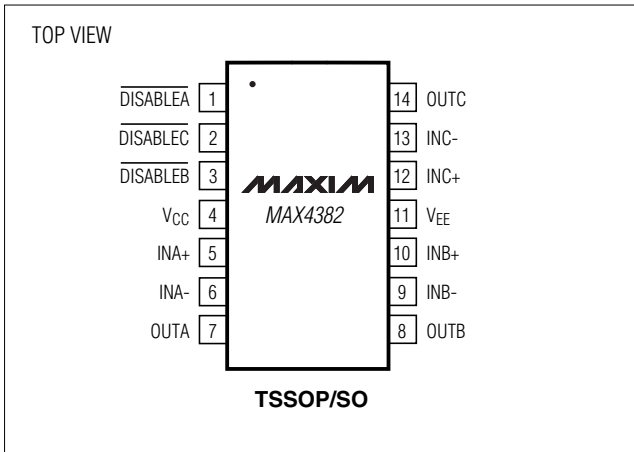 TOP VIEW
DISABLEA 1
DISABLEC 2
DISABLEB 3
VCC 4
INA+ 5
INA- 6
OUTA 7
MAXIM
MAX4382
14 OUTC
13 INC-
12 INC+
11 VEE
10 INB+
9 INB-
8 OUTB
TSSOP/SO